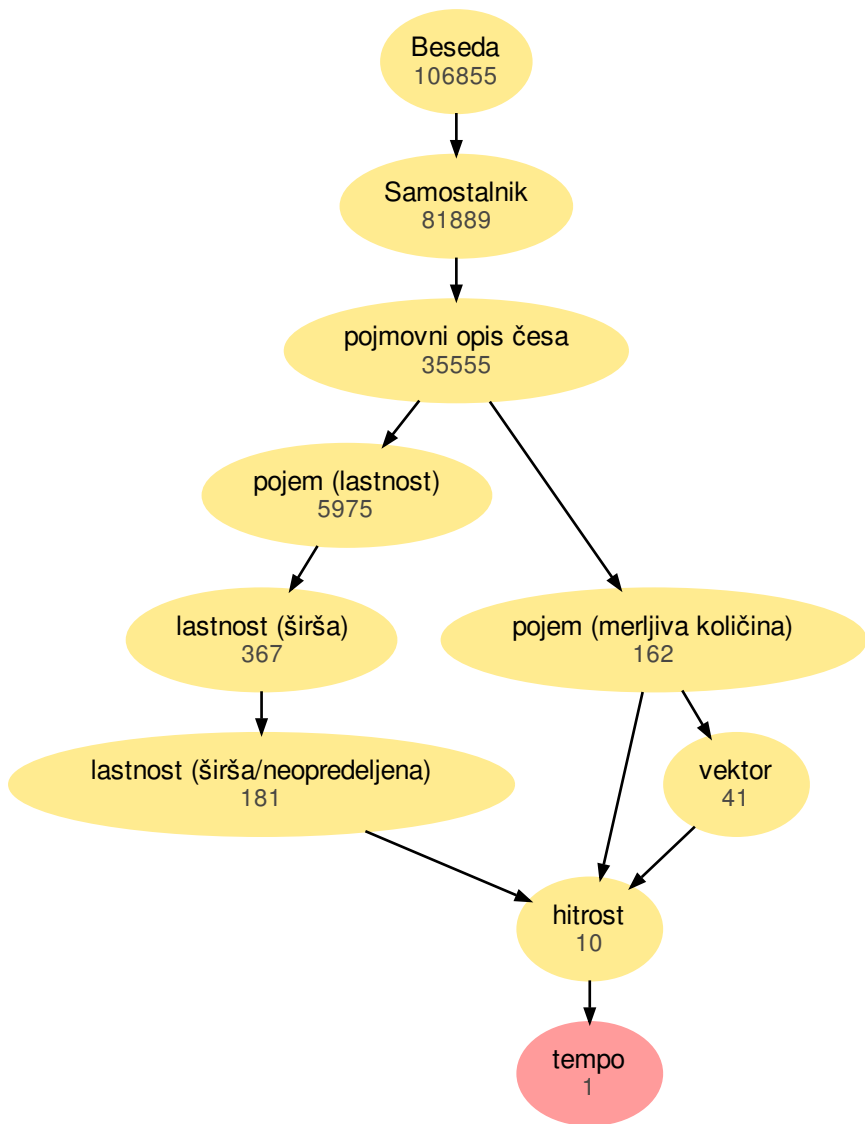 Beseda
106855
Samostalnik
81889
pojmovni opis česa
35555
pojem (lastnost)
5975
lastnost (širša)
367
pojem (merljiva količina)
162
lastnost (širša/neopredeljena)
181
vektor
41
hitrost
10
tempo
1